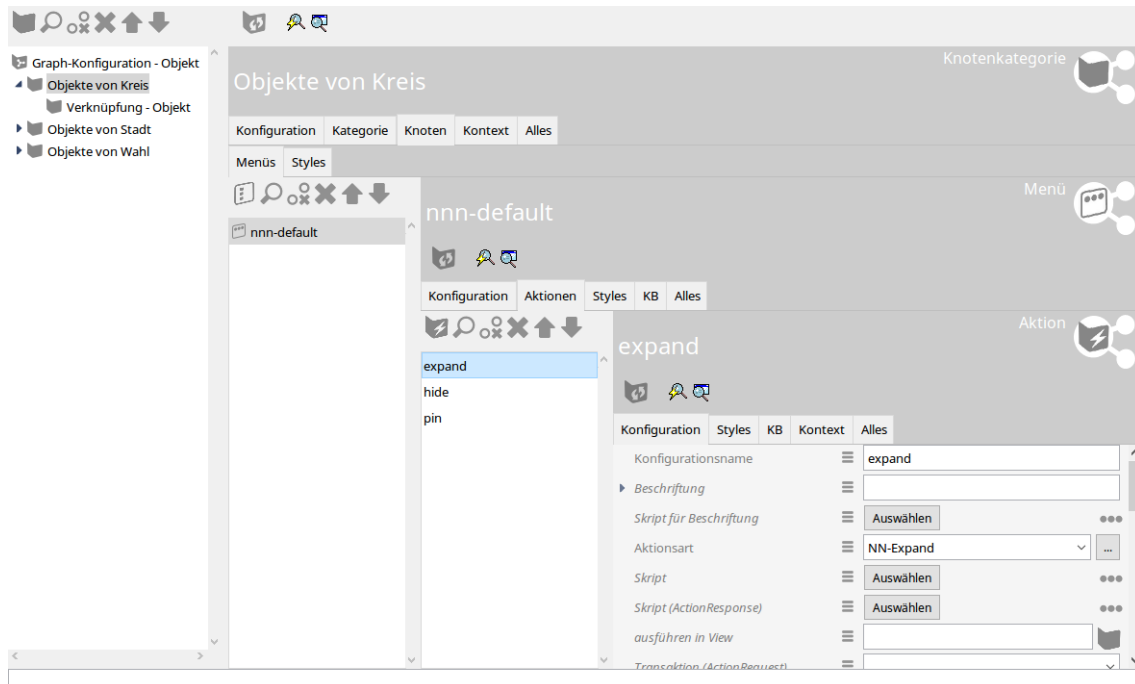 Graph-Konfiguration - Objekt
Objekte von Kreis
Verknüpfung - Objekt
Objekte von Stadt
Objekte von Wahl
Knotenkategorie
Objekte von Kreis
Konfiguration Kategorie Knoten Kontext Alles
Menüs Styles
nnn-default
Menü
nnn-default
Konfiguration Aktionen Styles KB Alles
expand
hide
pin
Aktion
expand
Konfiguration Styles KB Kontext Alles
Konfigurationsname expand
Beschriftung
Skript für Beschriftung Auswählen
Aktionsart NN-Expand ...
Skript Auswählen
Skript (ActionResponse) Auswählen
ausführen in View
Transaktion (ActionRequest)